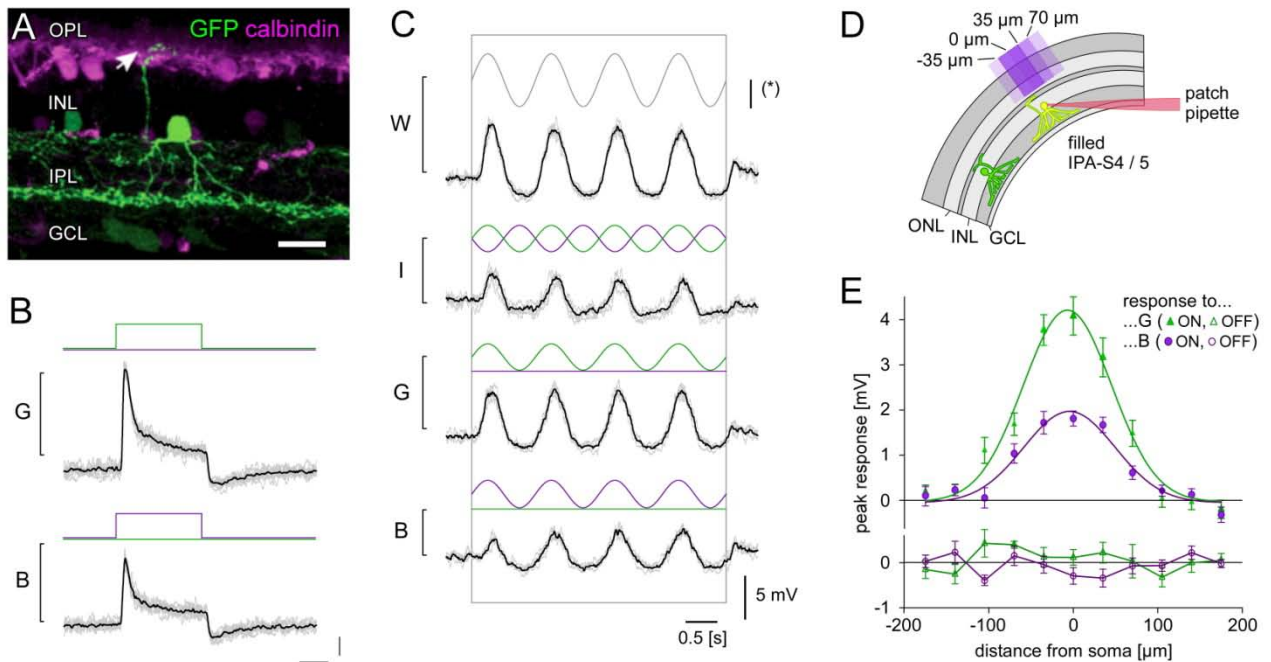 A
GFP calbindin
OPL
INL
IPL
GCL
B
G
B
C
W
(*)
I
G
B
5 mV
0.5 [s]
D
35 µm
70 µm
0 µm
-35 µm
patch
pipette
filled
IPA-S4 / 5
ONL
INL
GCL
E
response to...
...G (▲ON, △OFF)
...B (●ON, ○OFF)
peak response [mV]
4
3
2
1
0
0
-1
-200
-100
0
100
200
distance from soma [µm]